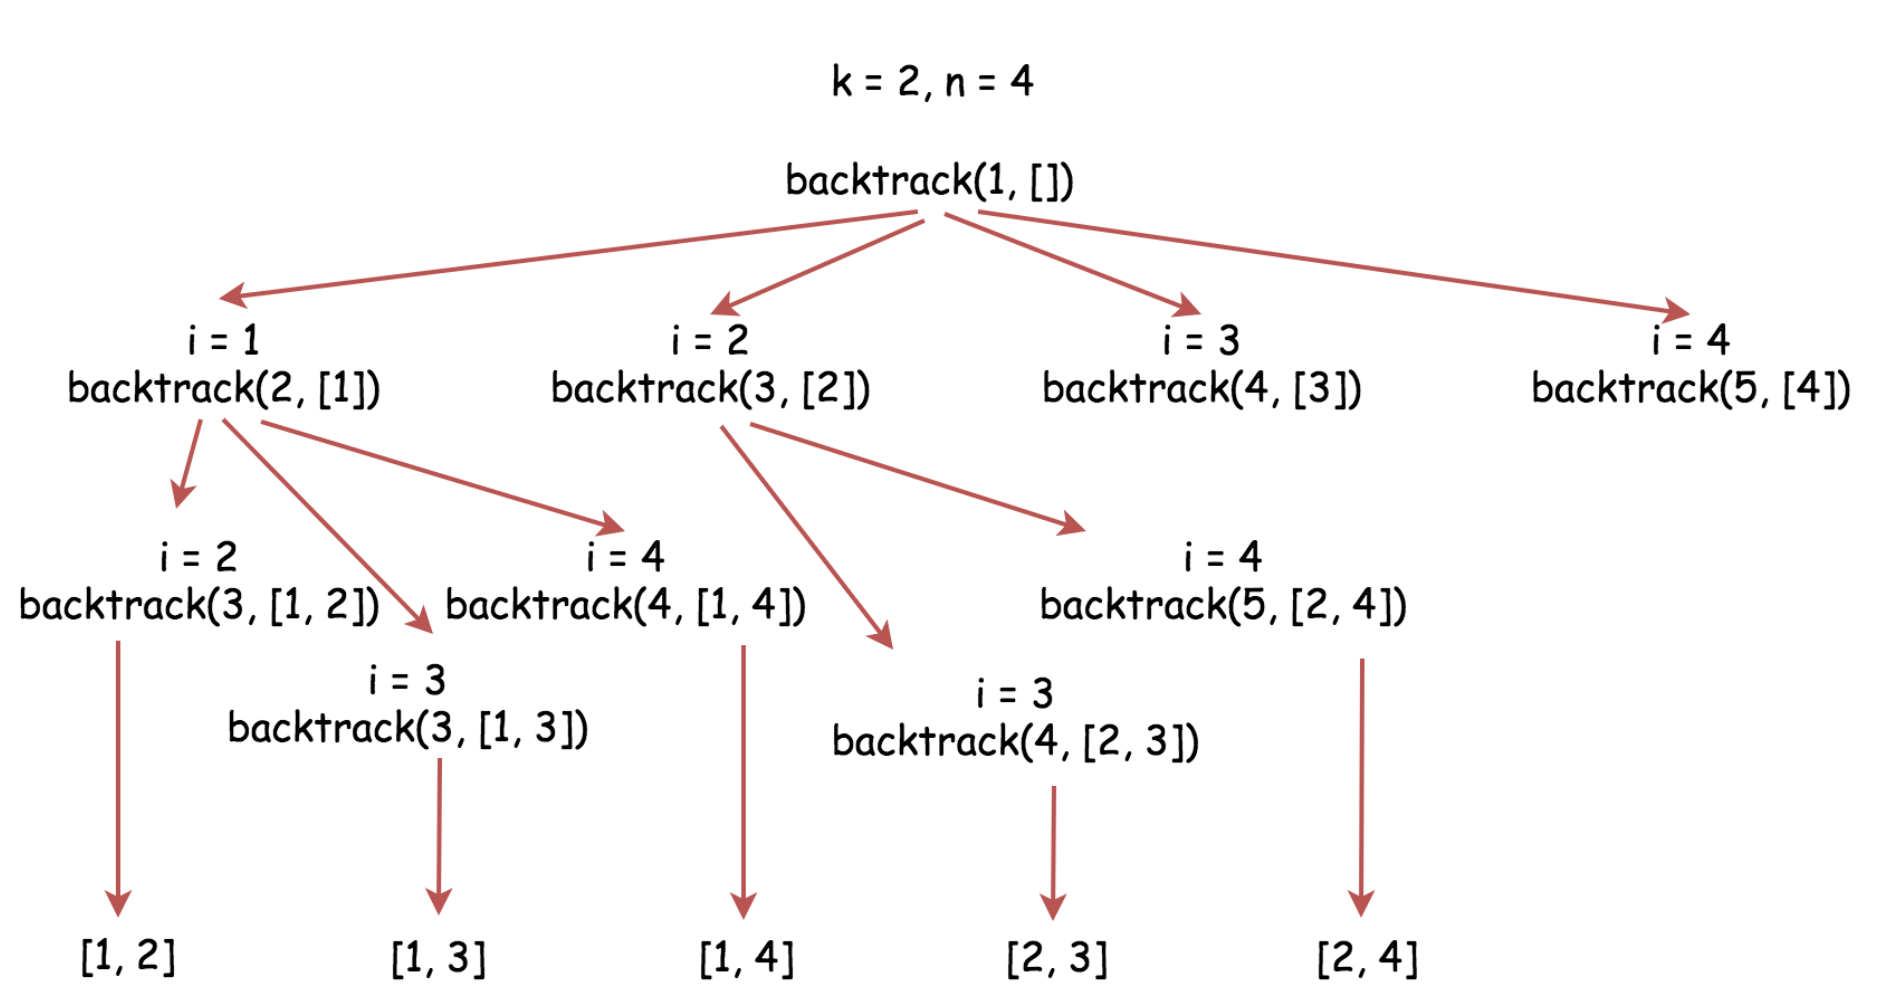 k = 2, n = 4
backtrack(1, [])
i = 1
backtrack(2, [1])
i = 2
backtrack(3, [2])
i = 3
backtrack(4, [3])
i = 4
backtrack(5, [4])
i = 2
backtrack(3, [1, 2])
i = 4
backtrack(4, [1, 4])
i = 4
backtrack(5, [2, 4])
i = 3
backtrack(3, [1, 3])
i = 3
backtrack(4, [2, 3])
[1, 2]
[1, 3]
[1, 4]
[2, 3]
[2, 4]